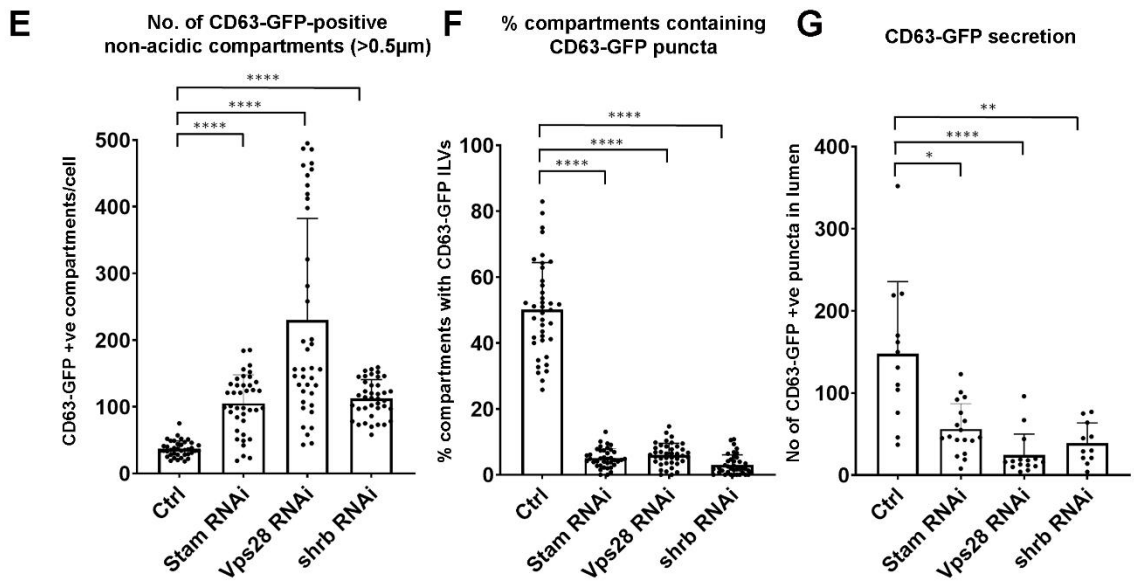 E
No. of CD63-GFP-positive
non-acidic compartments (>0.5µm)
****
****
****
CD63-GFP +ve compartments/cell
500
400
300
200
100
0
Ctrl
Stam RNAi
Vps28 RNAi
shrb RNAi
F
% compartments containing
CD63-GFP puncta
****
****
****
% compartments with CD63-GFP ILVs
100
80
60
40
20
0
Ctrl
Stam RNAi
Vps28 RNAi
shrb RNAi
G
CD63-GFP secretion
**
****
*
No of CD63-GFP +ve puncta in lumen
400
300
200
100
0
Ctrl
Stam RNAi
Vps28 RNAi
shrb RNAi